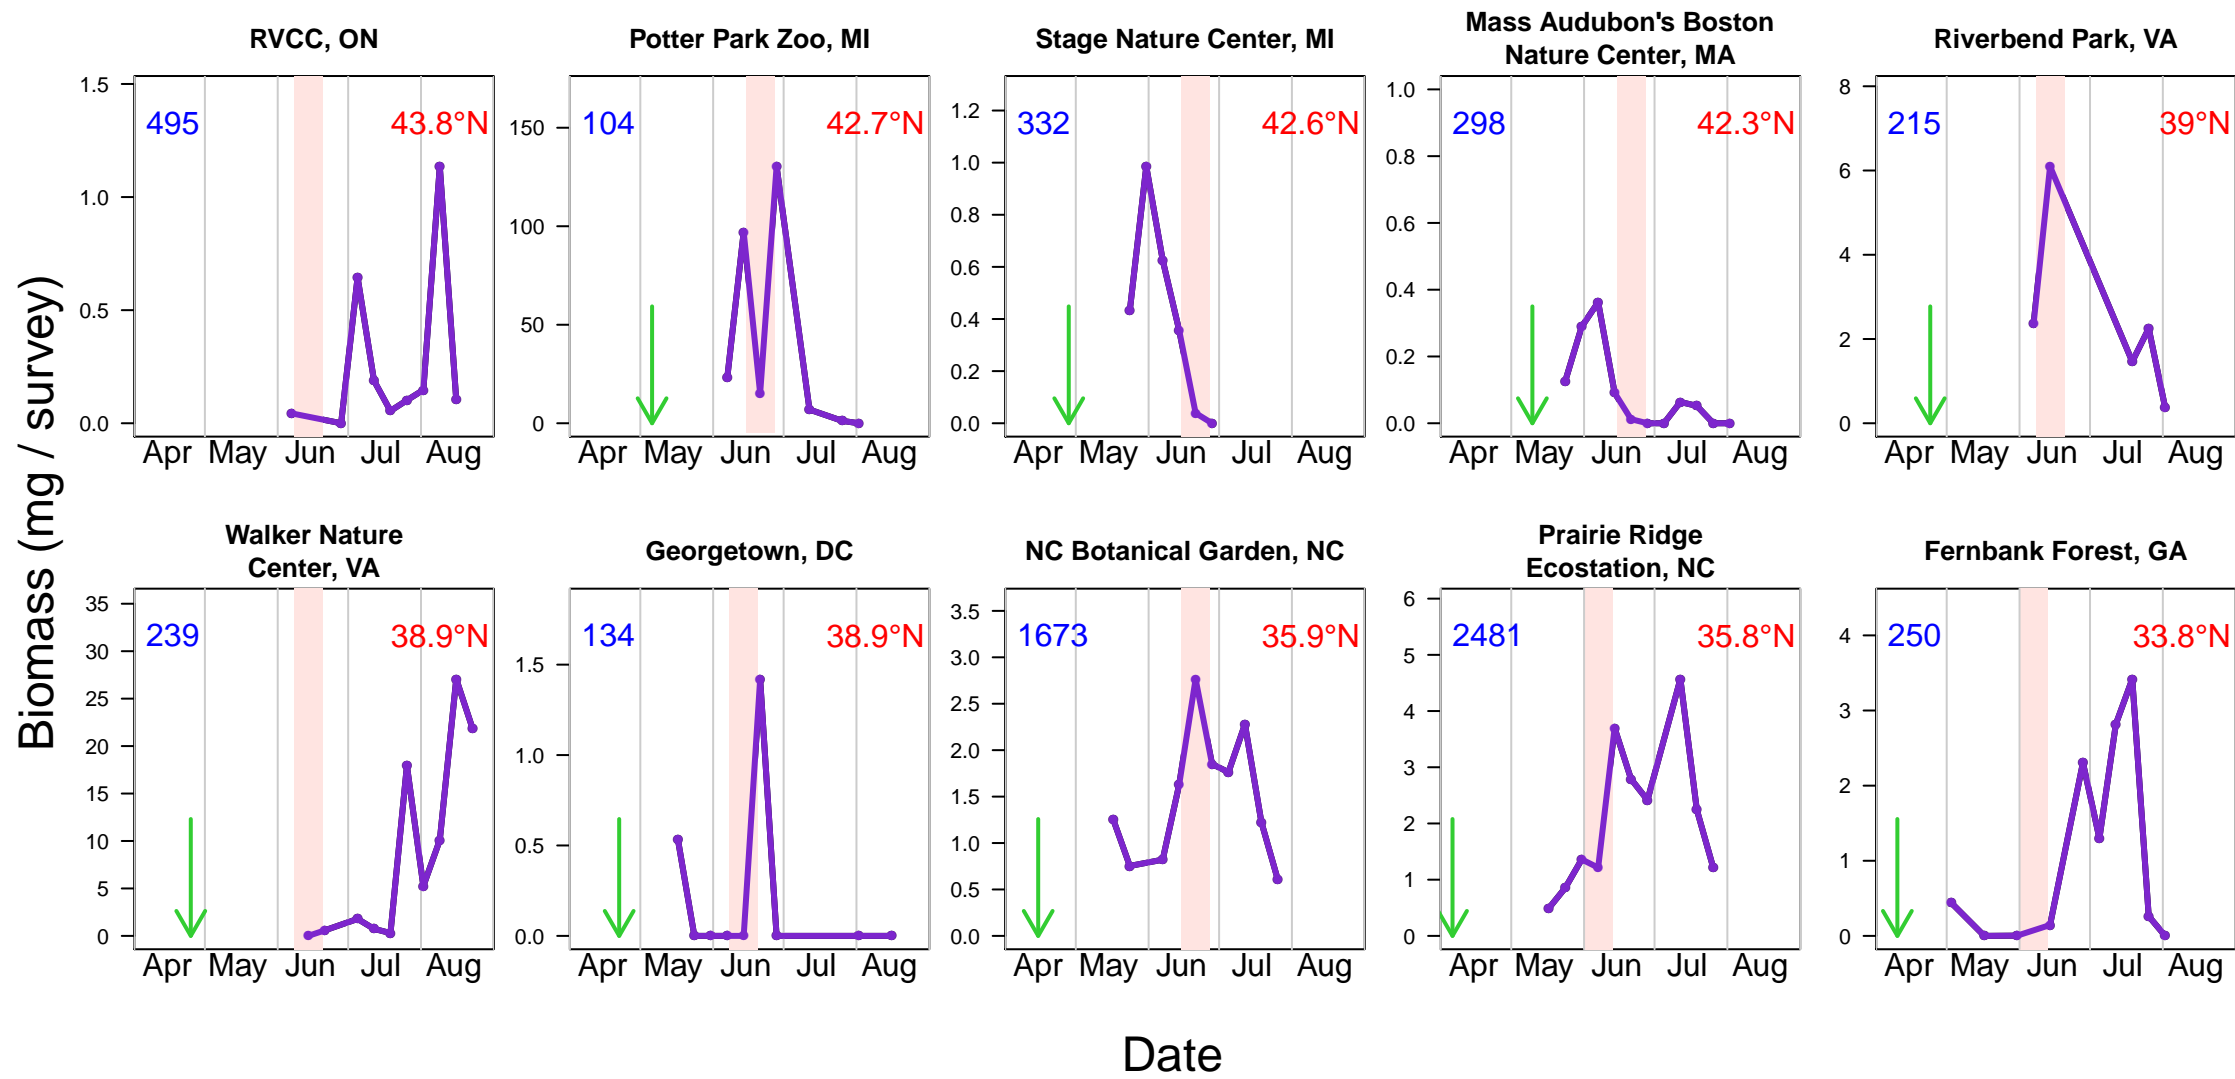 Biomass (mg / survey)
RVCC, ON
1.5
1.0
0.5
0.0
495
43.8°N
Apr May Jun Jul Aug
Potter Park Zoo, MI
150
100
50
0
104
42.7°N
Apr May Jun Jul Aug
Stage Nature Center, MI
1.2
1.0
0.8
0.6
0.4
0.2
0.0
332
42.6°N
Apr May Jun Jul Aug
Mass Audubon's Boston
Nature Center, MA
1.0
0.8
0.6
0.4
0.2
0.0
298
42.3°N
Apr May Jun Jul Aug
Riverbend Park, VA
8
6
4
2
0
215
39°N
Apr May Jun Jul Aug
Walker Nature
Center, VA
35
30
25
20
15
10
5
0
239
38.9°N
Apr May Jun Jul Aug
Georgetown, DC
1.5
1.0
0.5
0.0
134
38.9°N
Apr May Jun Jul Aug
NC Botanical Garden, NC
3.5
3.0
2.5
2.0
1.5
1.0
0.5
0.0
1673
35.9°N
Apr May Jun Jul Aug
Prairie Ridge
Ecostation, NC
6
5
4
3
2
1
0
2481
35.8°N
Apr May Jun Jul Aug
Fernbank Forest, GA
4
3
2
1
0
250
33.8°N
Apr May Jun Jul Aug
Date